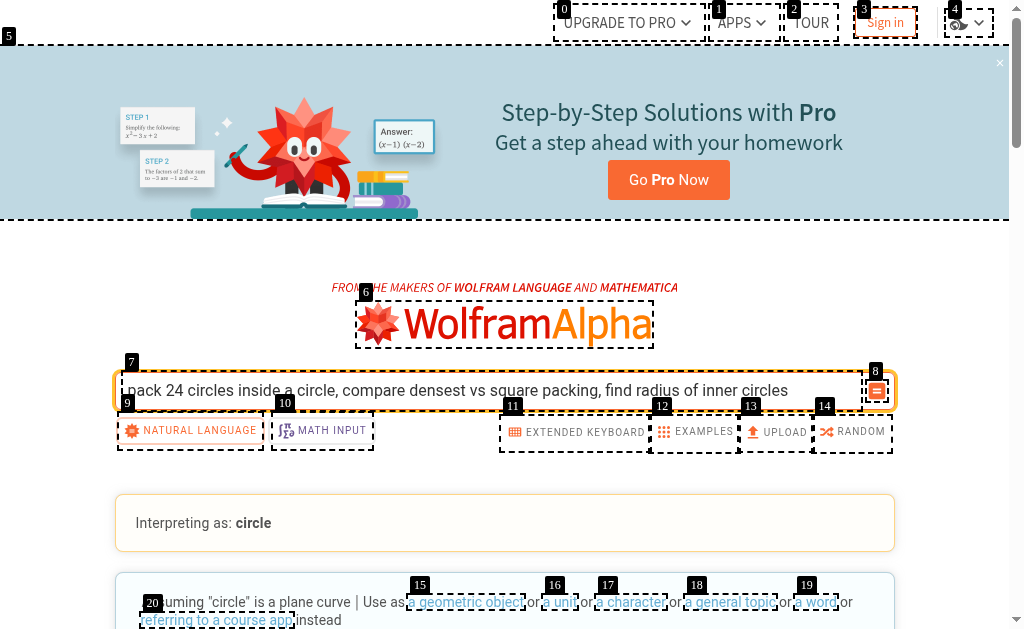 UPGRADE TO PRO
APPS
TOUR
Sign in
0
1
2
3
4
5
×
STEP 1
Simplify the following:
x² − 3 x + 2
STEP 2
The factors of 2 that sum
to −3 are −1 and −2.
Answer:
(x−1) (x−2)
Step-by-Step Solutions with Pro
Get a step ahead with your homework
Go Pro Now
FROM THE MAKERS OF WOLFRAM LANGUAGE AND MATHEMATICA
6
WolframAlpha
7
8
pack 24 circles inside a circle, compare densest vs square packing, find radius of inner circles
9
10
11
12
13
14
NATURAL LANGUAGE
MATH INPUT
EXTENDED KEYBOARD
EXAMPLES
UPLOAD
RANDOM
Interpreting as: circle
15
16
17
18
19
20
Assuming "circle" is a plane curve | Use as a geometric object or a unit or a character or a general topic or a word or
referring to a course app instead